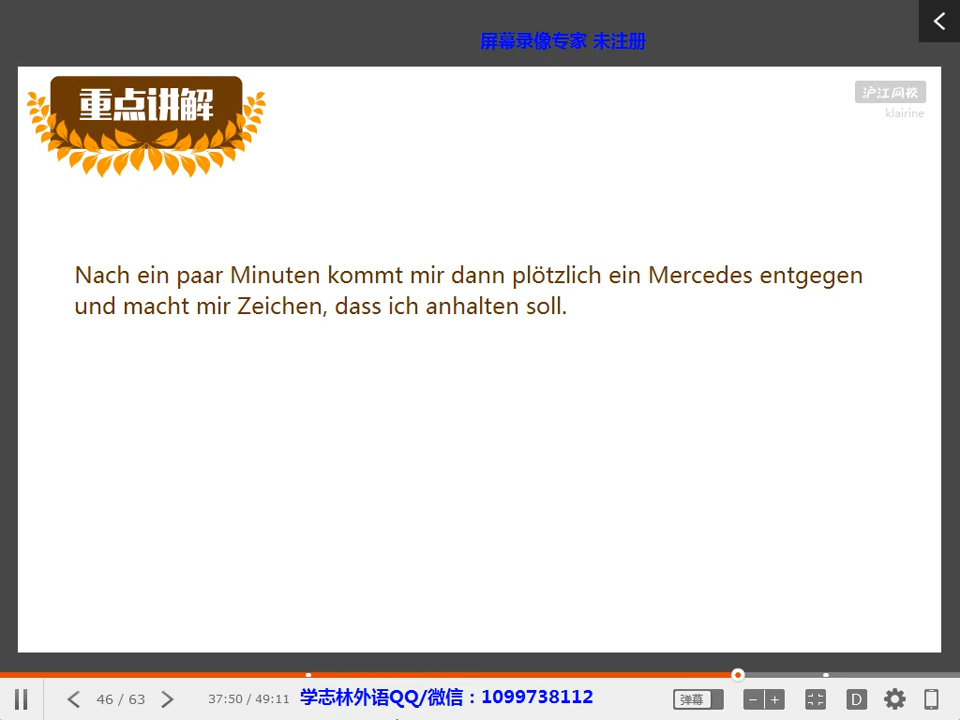 屏幕录像专家 未注册
重点讲解
沪江网校
klairine
Nach ein paar Minuten kommt mir dann plötzlich ein Mercedes entgegen
und macht mir Zeichen, dass ich anhalten soll.
46 / 63
37:50 / 49:11
学志林外语QQ/微信：1099738112
弹幕
D